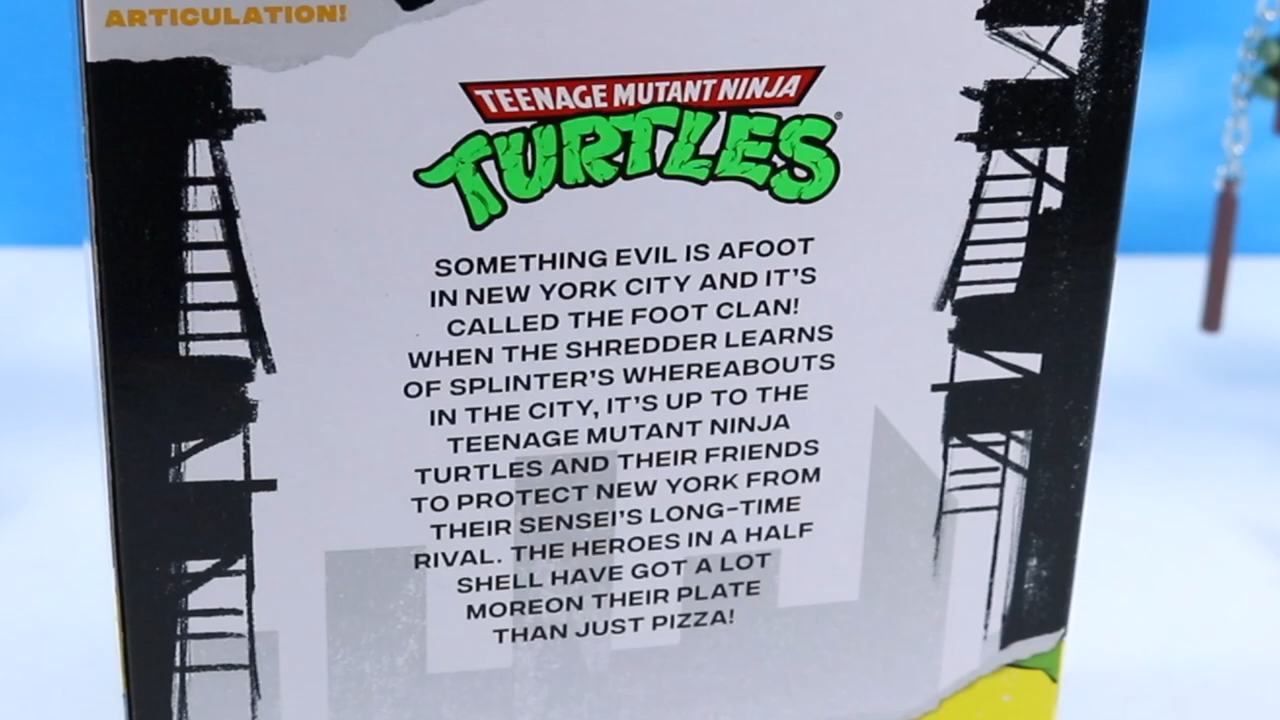 ARTICULATION!
TEENAGE MUTANT NINJA
TURTLES®
SOMETHING EVIL IS AFOOT
IN NEW YORK CITY AND IT'S
CALLED THE FOOT CLAN!
WHEN THE SHREDDER LEARNS
OF SPLINTER'S WHEREABOUTS
IN THE CITY, IT'S UP TO THE
TEENAGE MUTANT NINJA
TURTLES AND THEIR FRIENDS
TO PROTECT NEW YORK FROM
THEIR SENSEI'S LONG-TIME
RIVAL. THE HEROES IN A HALF
SHELL HAVE GOT A LOT
MOREON THEIR PLATE
THAN JUST PIZZA!